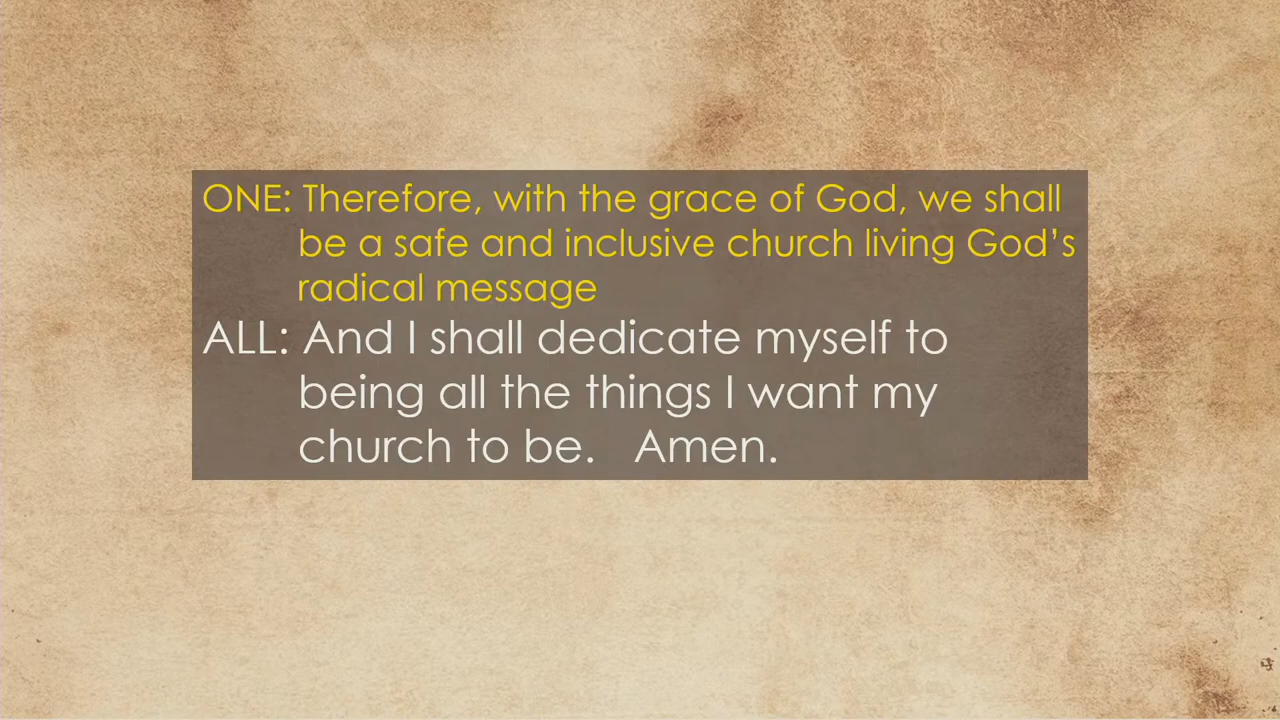 ONE: Therefore, with the grace of God, we shall
be a safe and inclusive church living God’s
radical message
ALL: And I shall dedicate myself to
being all the things I want my
church to be. Amen.